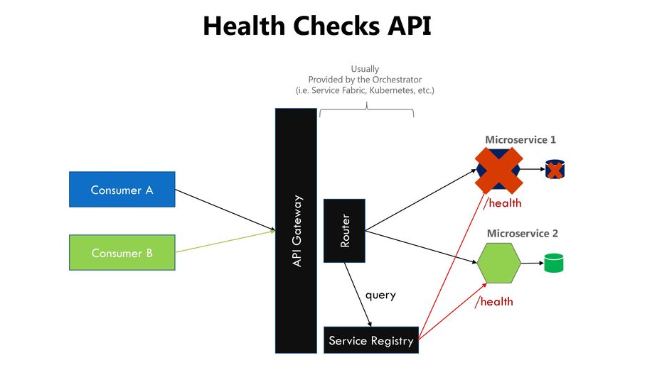 Health Checks API
Usually
Provided by the Orchestrator
(i.e. Service Fabric, Kubernetes, etc.)
Microservice 1
Consumer A
/health
API Gateway
Router
Microservice 2
Consumer B
query
/health
Service Registry